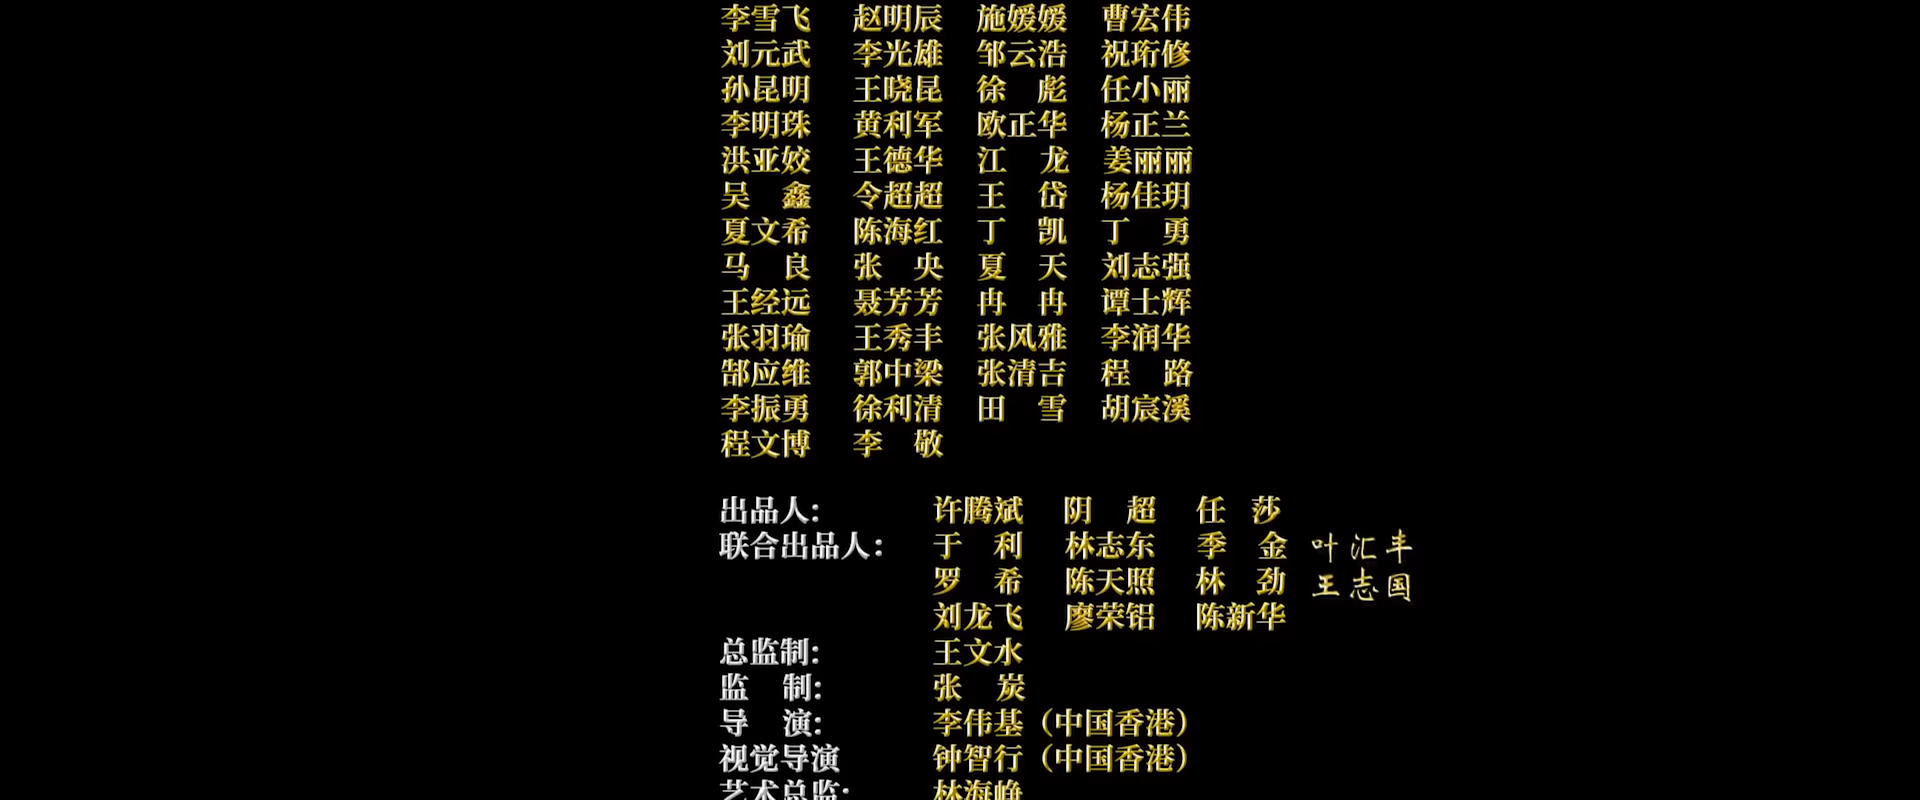 李雪飞 赵明辰 施媛媛 曹宏伟
刘元武 李光雄 邹云浩 祝珩修
孙昆明 王晓昆 徐 彪 任小丽
李明珠 黄利军 欧正华 杨正兰
洪亚姣 王德华 江 龙 姜丽丽
吴 鑫 令超超 王 岱 杨佳玥
夏文希 陈海红 丁 凯 丁 勇
马 良 张 央 夏 天 刘志强
王经远 聂芳芳 冉 冉 谭士辉
张羽瑜 王秀丰 张风雅 李润华
郜应维 郭中梁 张清吉 程 路
李振勇 徐利清 田 雪 胡宸溪
程文博 李 敬
出品人: 许腾斌 阴 超 任 莎
联合出品人: 于 利 林志东 季 金 叶汇丰
罗 希 陈天照 林 劲 王志国
刘龙飞 廖荣铝 陈新华
总监制: 王文水
监 制: 张 炭
导 演: 李伟基（中国香港）
视觉导演 钟智行（中国香港）
艺术总监: 林海峥